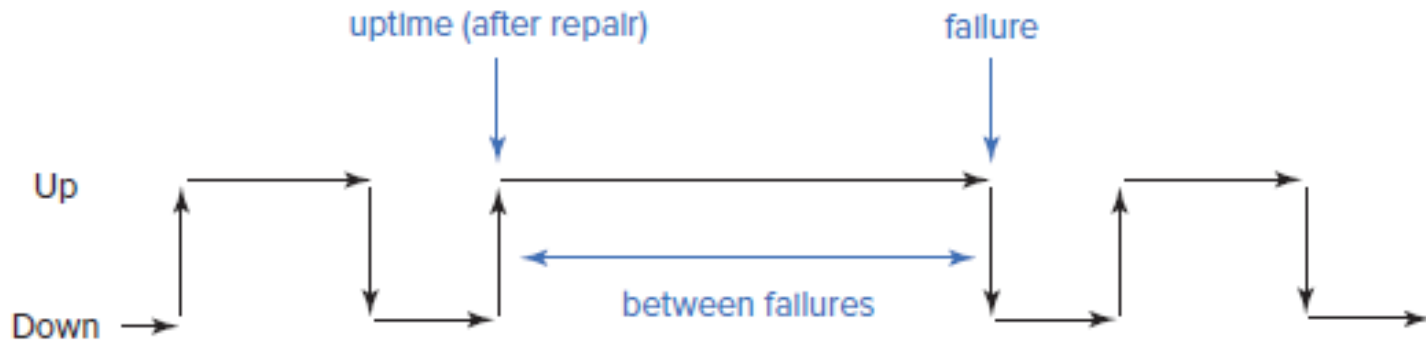 uptime (after repair)
failure
Up
between failures
Down